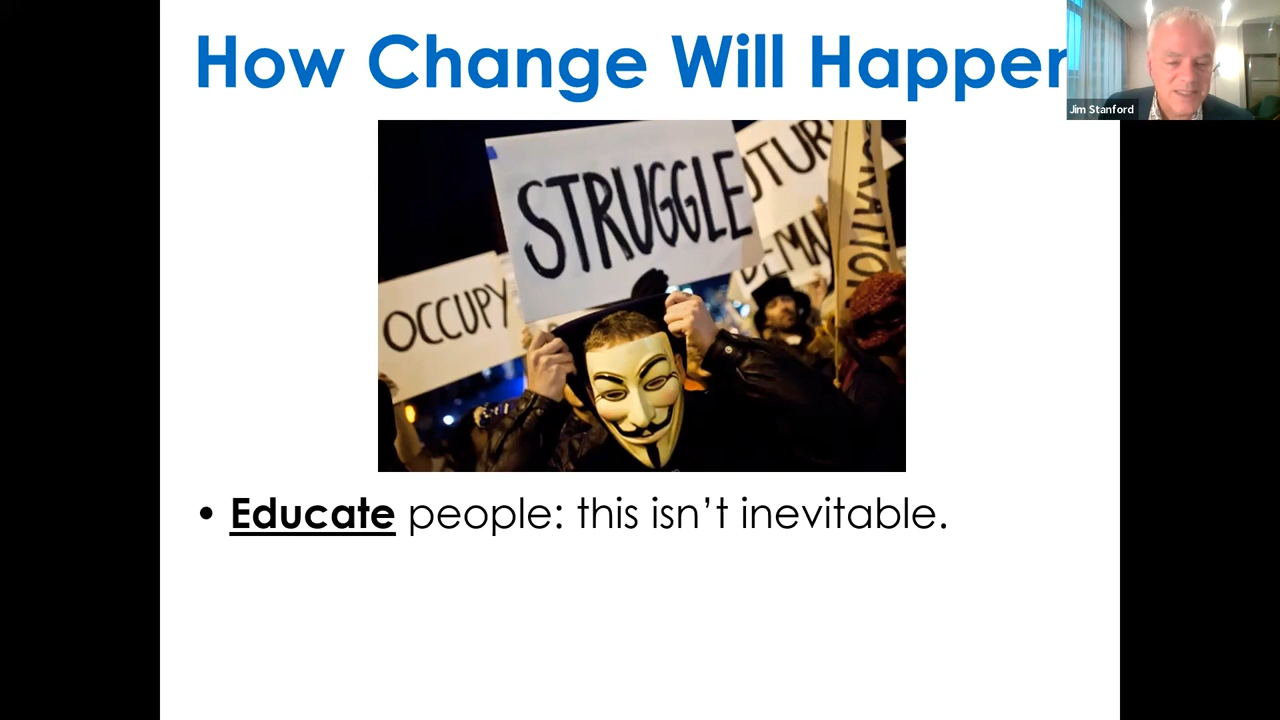 How Change Will Happen
Jim Stanford
STRUGGLE
OCCUPY
• Educate people: this isn’t inevitable.